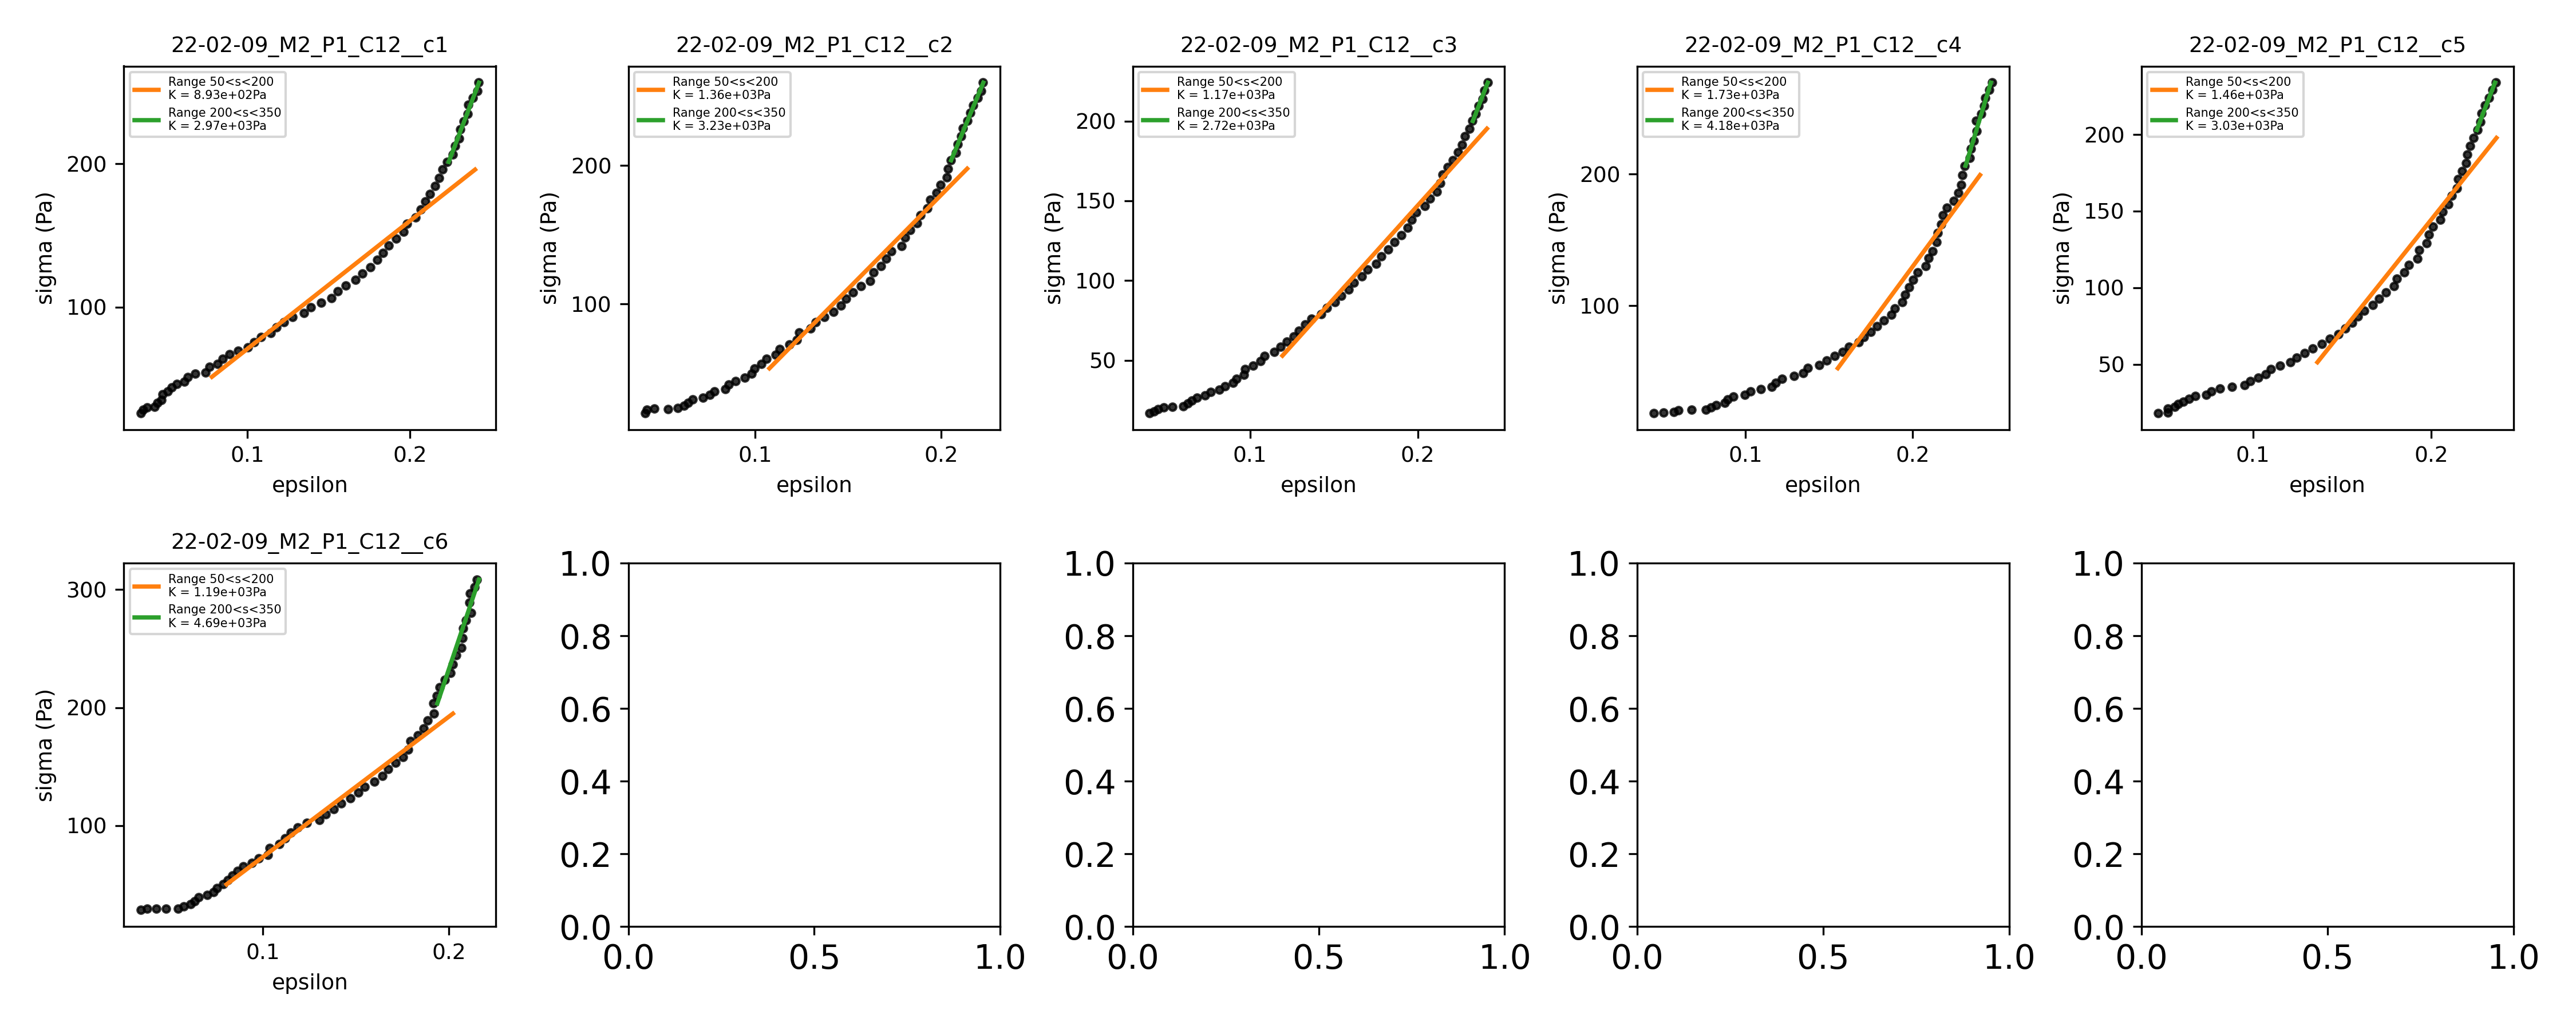 22-02-09_M2_P1_C12__c1
Range 50<s<200
K = 8.93e+02Pa
Range 200<s<350
K = 2.97e+03Pa
sigma (Pa)
200
100
0.1
0.2
epsilon
22-02-09_M2_P1_C12__c2
Range 50<s<200
K = 1.36e+03Pa
Range 200<s<350
K = 3.23e+03Pa
sigma (Pa)
200
100
0.1
0.2
epsilon
22-02-09_M2_P1_C12__c3
Range 50<s<200
K = 1.17e+03Pa
Range 200<s<350
K = 2.72e+03Pa
sigma (Pa)
200
150
100
50
0.1
0.2
epsilon
22-02-09_M2_P1_C12__c4
Range 50<s<200
K = 1.73e+03Pa
Range 200<s<350
K = 4.18e+03Pa
sigma (Pa)
200
100
0.1
0.2
epsilon
22-02-09_M2_P1_C12__c5
Range 50<s<200
K = 1.46e+03Pa
Range 200<s<350
K = 3.03e+03Pa
sigma (Pa)
200
150
100
50
0.1
0.2
epsilon
22-02-09_M2_P1_C12__c6
Range 50<s<200
K = 1.19e+03Pa
Range 200<s<350
K = 4.69e+03Pa
sigma (Pa)
300
200
100
0.1
0.2
epsilon
1.0
0.8
0.6
0.4
0.2
0.0
0.0
0.5
1.0
1.0
0.8
0.6
0.4
0.2
0.0
0.0
0.5
1.0
1.0
0.8
0.6
0.4
0.2
0.0
0.0
0.5
1.0
1.0
0.8
0.6
0.4
0.2
0.0
0.0
0.5
1.0